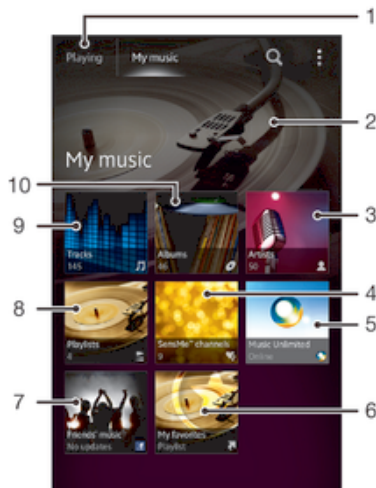 1
Playing My music
2
My music
10
9
3
Tracks
145
Albums
46
Artists
50
4
8
5
Playlists
4
SensMe™ channels
9
Music Unlimited
Online
7
6
Friends' music
No updates
My favorites
Playlist